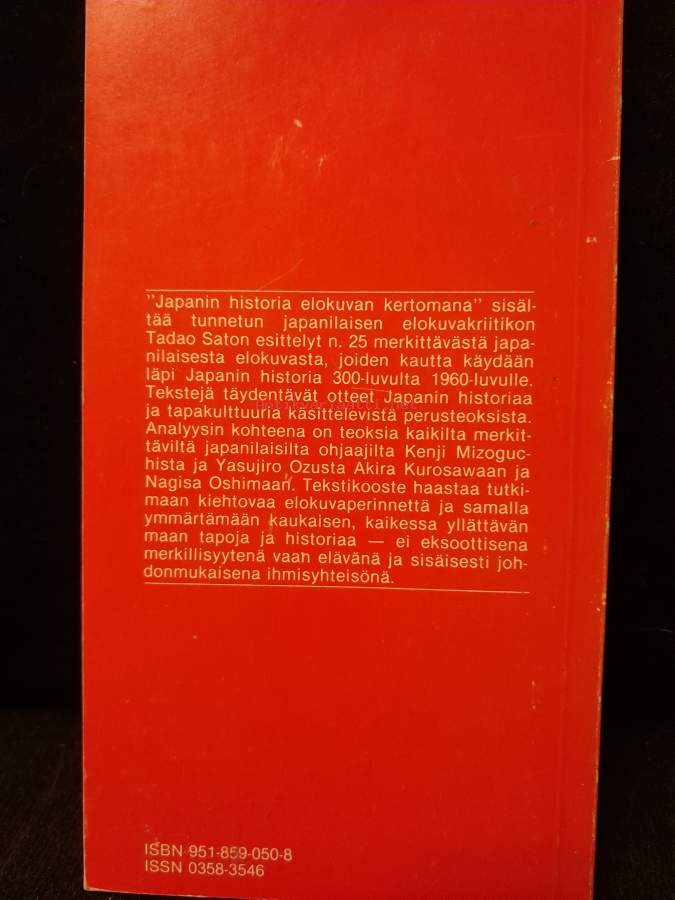 "Japanin historia elokuvan kertomana" sisäl-
tää tunnetun japanilaisen elokuvakriitikon
Tadao Saton esittelyt n. 25 merkittävästä japa-
nilaisesta elokuvasta, joiden kautta käydään
läpi Japanin historia 300-luvulta 1960-luvulle.
Tekstejä täydentävät otteet Japanin historiaa
ja tapakulttuuria käsittelevistä perusteoksista.
Analyysin kohteena on teoksia kaikilta merkit-
täviltä japanilaisilta ohjaajilta Kenji Mizoguc-
hista ja Yasujiro Ozusta Akira Kurosawaan ja
Nagisa Oshimaan. Tekstikooste haastaa tutki-
maan kiehtovaa elokuvaperinnettä ja samalla
ymmärtämään kaukaisen, kaikessa yllättävän
maan tapoja ja historiaa — ei eksoottisena
merkillisyytenä vaan elävänä ja sisäisesti joh-
donmukaisena ihmisyhteisönä.
ISBN 951-859-050-8
ISSN 0358-3546